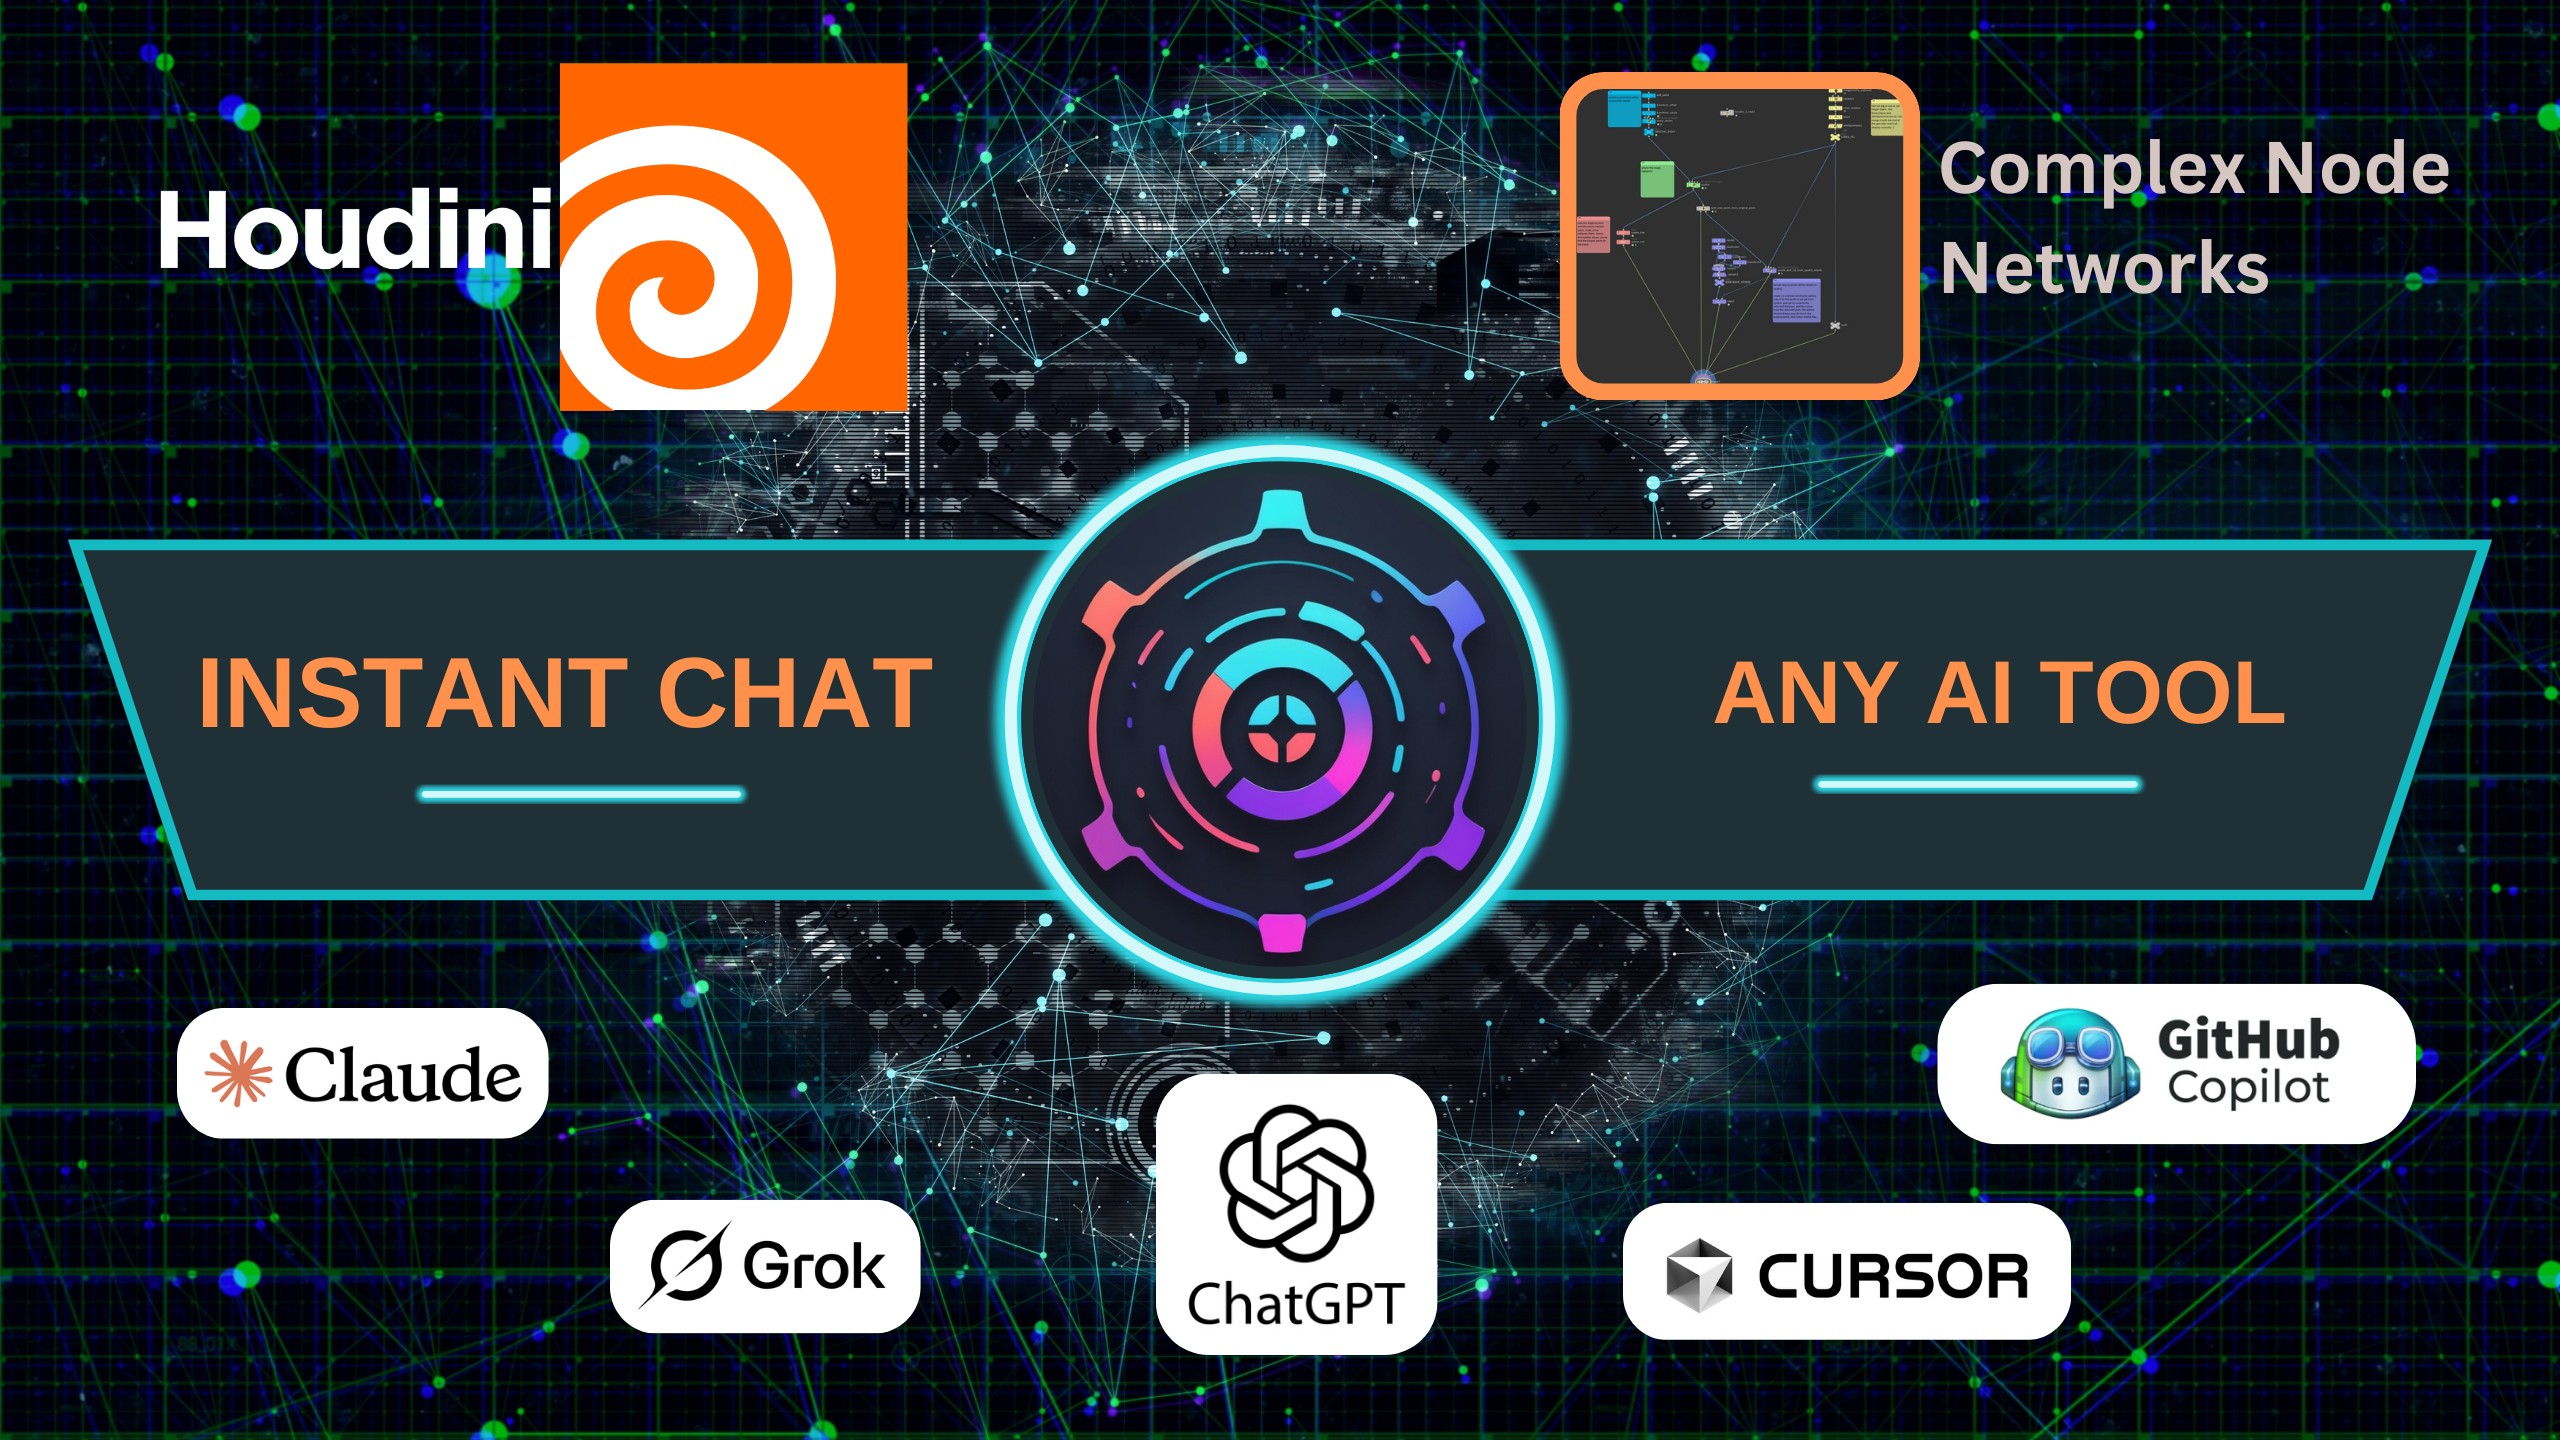 Houdini
Complex Node
Networks
INSTANT CHAT
ANY AI TOOL
Claude
GitHub
Copilot
Grok
ChatGPT
CURSOR